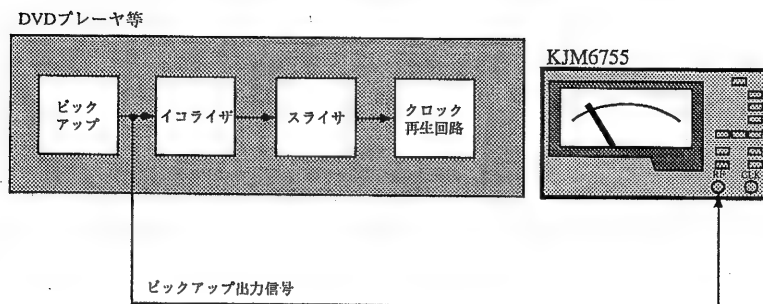 DVDプレーヤ等
KJM6755
ピック
アップ
イコライザ
スライサ
クロック
再生回路
RF
CLK
ピックアップ出力信号